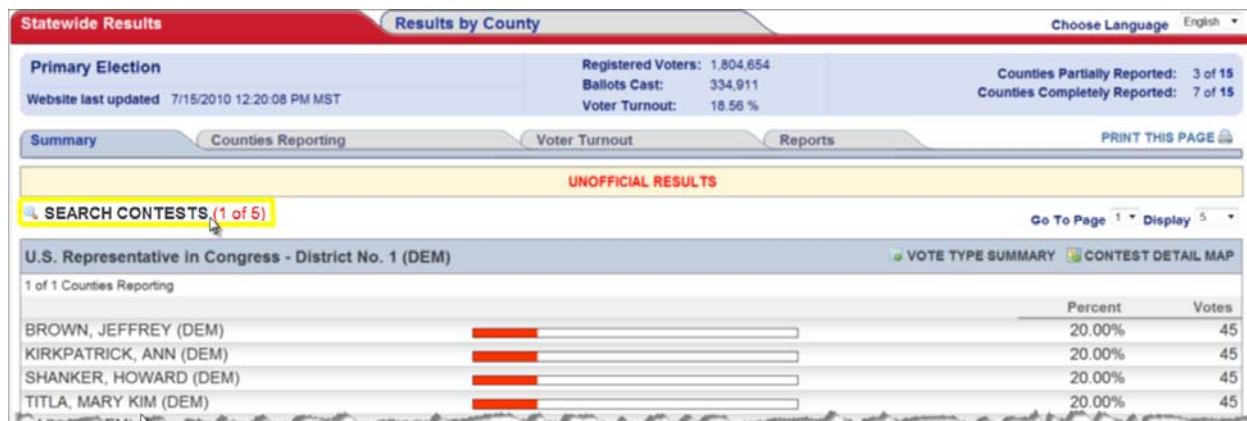 Statewide Results Results by County Choose Language English
Primary Election Registered Voters: 1,804,654 Counties Partially Reported: 3 of 15
Ballots Cast: 334,911 Counties Completely Reported: 7 of 15
Website last updated 7/15/2010 12:20:08 PM MST Voter Turnout: 18.56 %
Summary Counties Reporting Voter Turnout Reports PRINT THIS PAGE
UNOFFICIAL RESULTS
SEARCH CONTESTS (1 of 5) Go To Page 1 Display 5
U.S. Representative in Congress - District No. 1 (DEM) VOTE TYPE SUMMARY CONTEST DETAIL MAP
1 of 1 Counties Reporting
Percent Votes
BROWN, JEFFREY (DEM) 20.00% 45
KIRKPATRICK, ANN (DEM) 20.00% 45
SHANKER, HOWARD (DEM) 20.00% 45
TITLA, MARY KIM (DEM) 20.00% 45